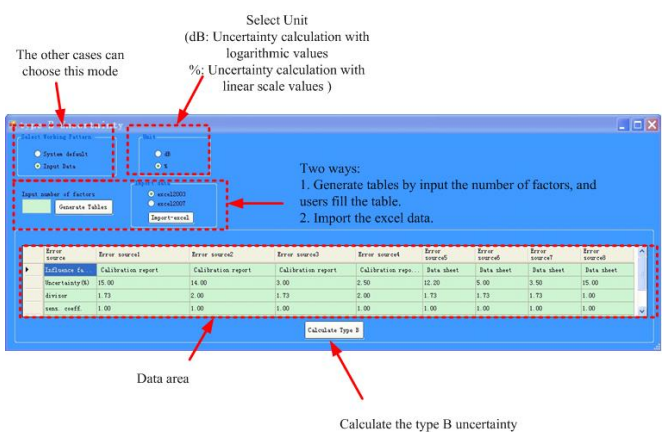 Select Unit
(dB: Uncertainty calculation with
logarithmic values
%: Uncertainty calculation with
linear scale values )
The other cases can
choose this mode
Select Working Pattern
Unit
System default
dB
Input Data
%
Two ways:
1. Generate tables by input the number of factors, and
users fill the table.
2. Import the excel data.
Input number of factors
Generate Tables
excel2003
excel2007
Import-excel
Error source Error source1 Error source2 Error source3 Error source4 Error source5 Error source6 Error source7 Error source8
Influence fa... Calibration report Calibration report Calibration report Calibration repo... Data sheet Data sheet Data sheet Data sheet
Uncertainty(%) 15.00 14.00 3.00 2.50 12.20 5.00 3.50 15.00
divisor 1.73 2.00 1.73 2.00 1.73 1.73 1.73 1.73
sens. coeff. 1.00 1.00 1.00 1.00 1.00 1.00 1.00 1.00
Calculate Type B
Data area
Calculate the type B uncertainty